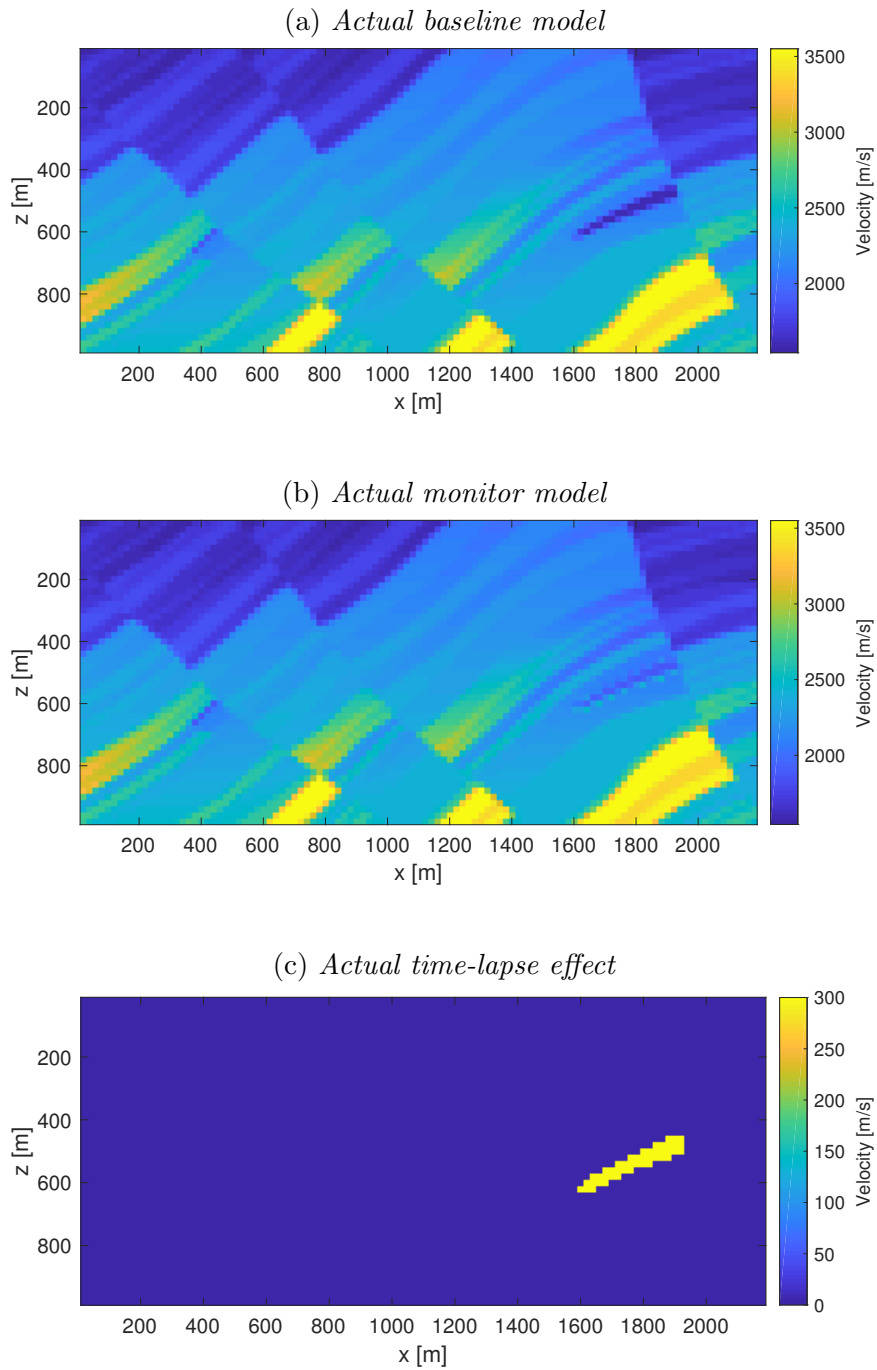 (a) Actual baseline model
200
400
600
800
z [m]
200 400 600 800 1000 1200 1400 1600 1800 2000
x [m]
3500
3000
2500
2000
Velocity [m/s]
(b) Actual monitor model
200
400
600
800
z [m]
200 400 600 800 1000 1200 1400 1600 1800 2000
x [m]
3500
3000
2500
2000
Velocity [m/s]
(c) Actual time-lapse effect
200
400
600
800
z [m]
200 400 600 800 1000 1200 1400 1600 1800 2000
x [m]
300
250
200
150
100
50
0
Velocity [m/s]